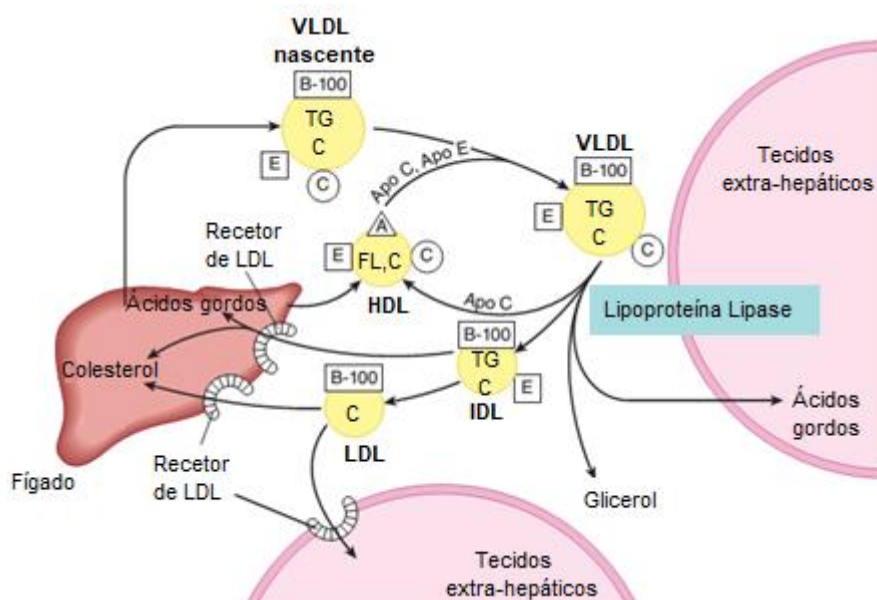 VLDL
nascente
B-100
TG
C
E
C
VLDL
B-100
TG
C
E
C
Tecidos
extra-hepáticos
Apo C, Apo E
Recetor
de LDL
A
E
FL,C
C
HDL
Apo C
Lipoproteína Lipase
Ácidos gordos
Colesterol
B-100
TG
C
E
IDL
B-100
C
LDL
Ácidos
gordos
Fígado
Recetor
de LDL
Glicerol
Tecidos
extra-hepáticos